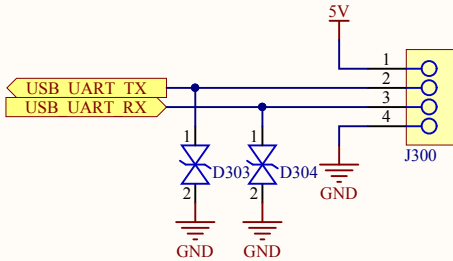 5V
1
USB_UART_TX
2
USB_UART_RX
3
4
J300
1
D303
2
GND
1
D304
2
GND
GND